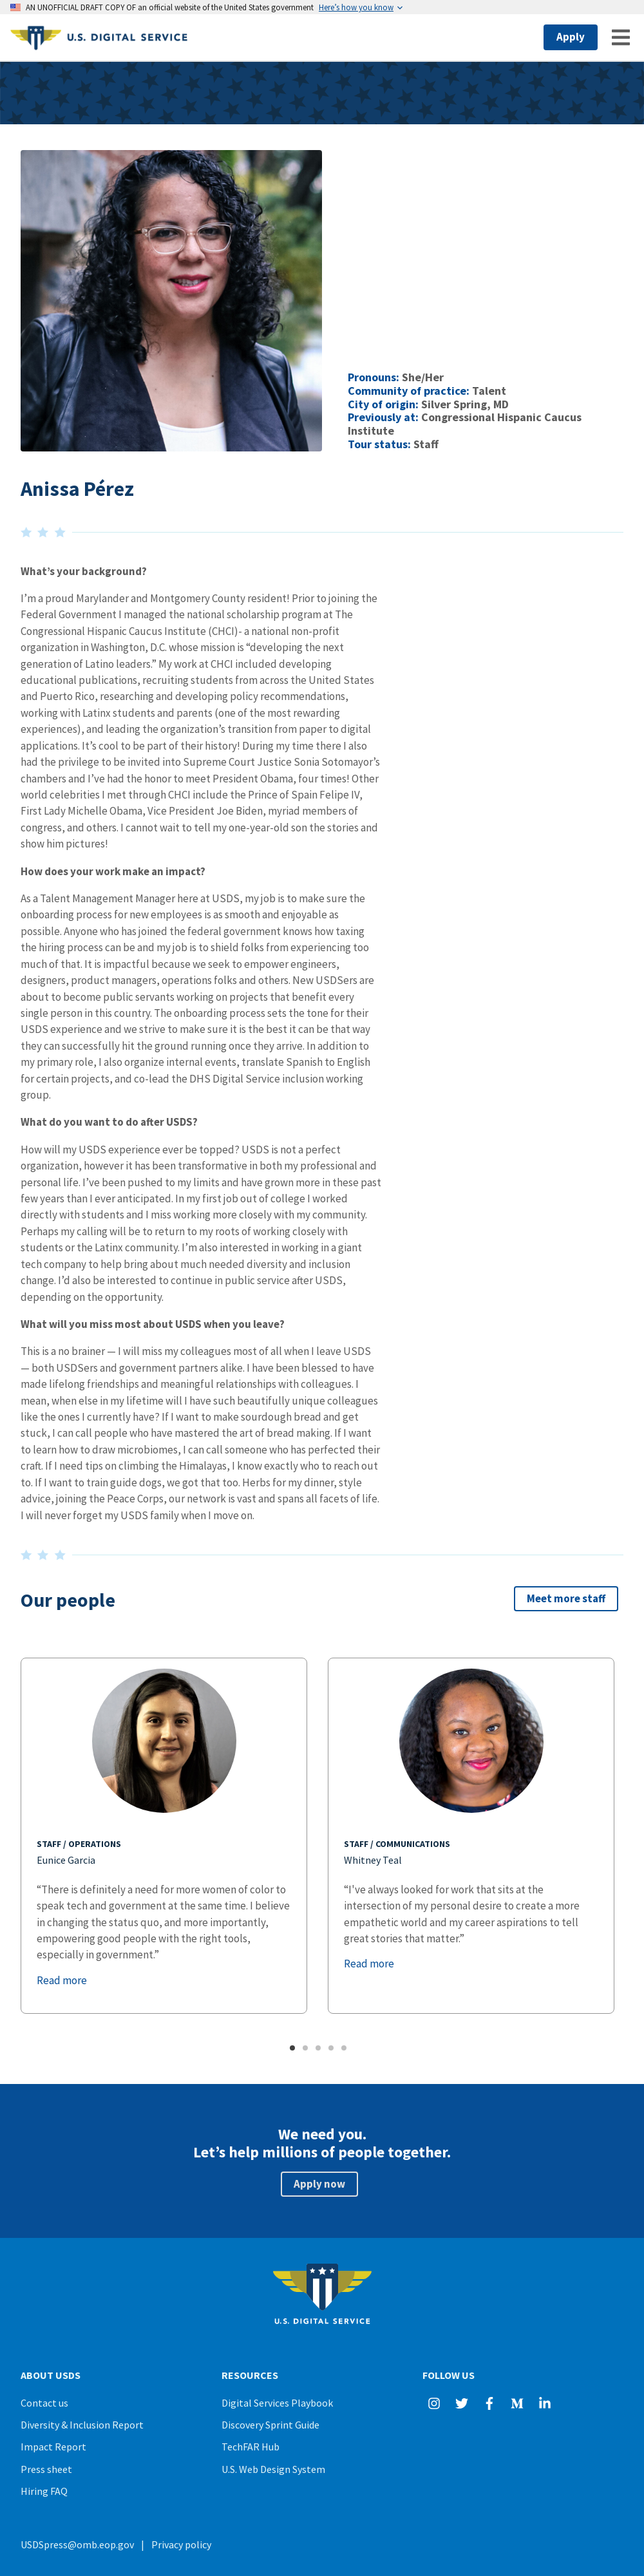 AN UNOFFICIAL DRAFT COPY OF an official website of the United States government Here's how you know
U.S. DIGITAL SERVICE
Apply
Pronouns: She/Her
Community of practice: Talent
City of origin: Silver Spring, MD
Previously at: Congressional Hispanic Caucus
Institute
Tour status: Staff
Anissa Pérez
What’s your background?
I’m a proud Marylander and Montgomery County resident! Prior to joining the
Federal Government I managed the national scholarship program at The
Congressional Hispanic Caucus Institute (CHCI)- a national non-profit
organization in Washington, D.C. whose mission is “developing the next
generation of Latino leaders.” My work at CHCI included developing
educational publications, recruiting students from across the United States
and Puerto Rico, researching and developing policy recommendations,
working with Latinx students and parents (one of the most rewarding
experiences), and leading the organization’s transition from paper to digital
applications. It’s cool to be part of their history! During my time there I also
had the privilege to be invited into Supreme Court Justice Sonia Sotomayor’s
chambers and I’ve had the honor to meet President Obama, four times! Other
world celebrities I met through CHCI include the Prince of Spain Felipe IV,
First Lady Michelle Obama, Vice President Joe Biden, myriad members of
congress, and others. I cannot wait to tell my one-year-old son the stories and
show him pictures!
How does your work make an impact?
As a Talent Management Manager here at USDS, my job is to make sure the
onboarding process for new employees is as smooth and enjoyable as
possible. Anyone who has joined the federal government knows how taxing
the hiring process can be and my job is to shield folks from experiencing too
much of that. It is impactful because we seek to empower engineers,
designers, product managers, operations folks and others. New USDSers are
about to become public servants working on projects that benefit every
single person in this country. The onboarding process sets the tone for their
USDS experience and we strive to make sure it is the best it can be that way
they can successfully hit the ground running once they arrive. In addition to
my primary role, I also organize internal events, translate Spanish to English
for certain projects, and co-lead the DHS Digital Service inclusion working
group.
What do you want to do after USDS?
How will my USDS experience ever be topped? USDS is not a perfect
organization, however it has been transformative in both my professional and
personal life. I’ve been pushed to my limits and have grown more in these past
few years than I ever anticipated. In my first job out of college I worked
directly with students and I miss working more closely with my community.
Perhaps my calling will be to return to my roots of working closely with
students or the Latinx community. I’m also interested in working in a giant
tech company to help bring about much needed diversity and inclusion
change. I’d also be interested to continue in public service after USDS,
depending on the opportunity.
What will you miss most about USDS when you leave?
This is a no brainer — I will miss my colleagues most of all when I leave USDS
— both USDSers and government partners alike. I have been blessed to have
made lifelong friendships and meaningful relationships with colleagues. I
mean, when else in my lifetime will I have such beautifully unique colleagues
like the ones I currently have? If I want to make sourdough bread and get
stuck, I can call people who have mastered the art of bread making. If I want
to learn how to draw microbiomes, I can call someone who has perfected their
craft. If I need tips on climbing the Himalayas, I know exactly who to reach out
to. If I want to train guide dogs, we got that too. Herbs for my dinner, style
advice, joining the Peace Corps, our network is vast and spans all facets of life.
I will never forget my USDS family when I move on.
Our people
Meet more staff
STAFF / OPERATIONS
Eunice Garcia
“There is definitely a need for more women of color to
speak tech and government at the same time. I believe
in changing the status quo, and more importantly,
empowering good people with the right tools,
especially in government.”
Read more
STAFF / COMMUNICATIONS
Whitney Teal
“I've always looked for work that sits at the
intersection of my personal desire to create a more
empathetic world and my career aspirations to tell
great stories that matter.”
Read more
We need you.
Let’s help millions of people together.
Apply now
U.S. DIGITAL SERVICE
ABOUT USDS
Contact us
Diversity & Inclusion Report
Impact Report
Press sheet
Hiring FAQ
RESOURCES
Digital Services Playbook
Discovery Sprint Guide
TechFAR Hub
U.S. Web Design System
FOLLOW US
USDSpress@omb.eop.gov | Privacy policy